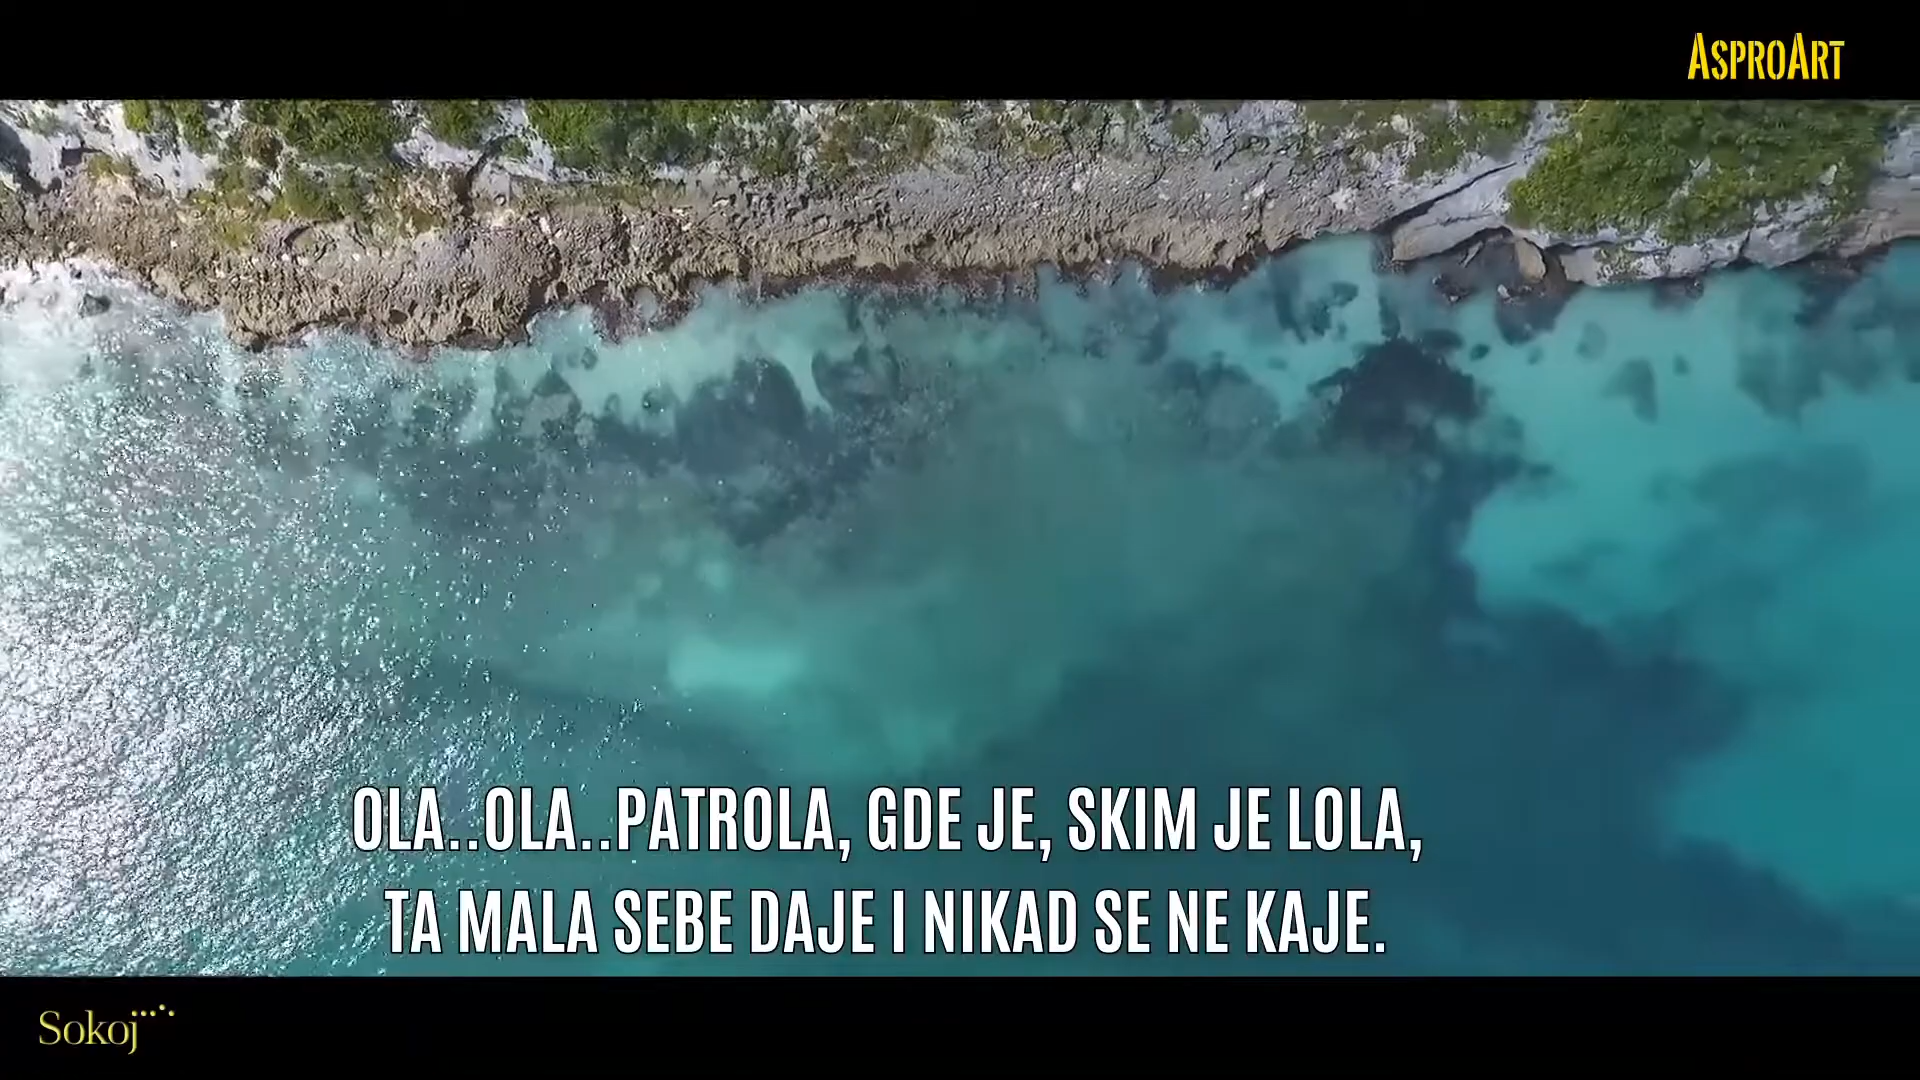 ASPROART
OLA..OLA..PATROLA, GDE JE, SKIM JE LOLA,
TA MALA SEBE DAJE I NIKAD SE NE KAJE.
Sokoj